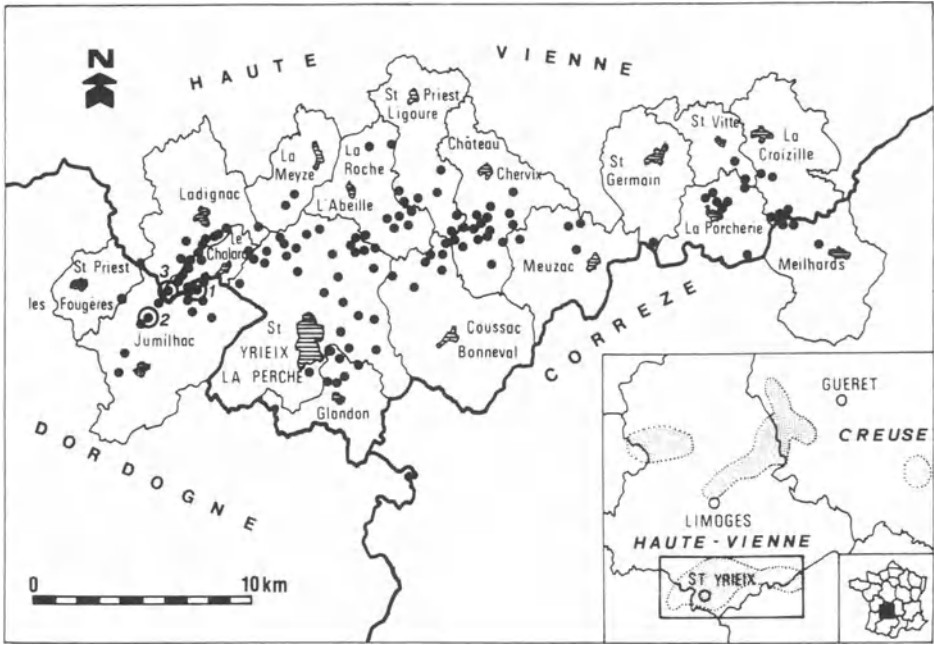 HAUTE VIENNE
N
St Priest
Ligoure
La
Meyze
La
Roche
L'Abeille
Château
Chervix
St
Germain
St Vitte
La
Croizille
Ladignac
Le
Chalard
La Porcherie
Meuzac
Meilhards
St Priest
les Fougères
3
1
2
Jumilhac
St
YRIEIX
LA PERCHE
Coussac
Bonneval
Glandon
CORREZE
DORDOGNE
0 10 km
GUERET
CREUSE
LIMOGES
HAUTE-VIENNE
ST YRIEIX